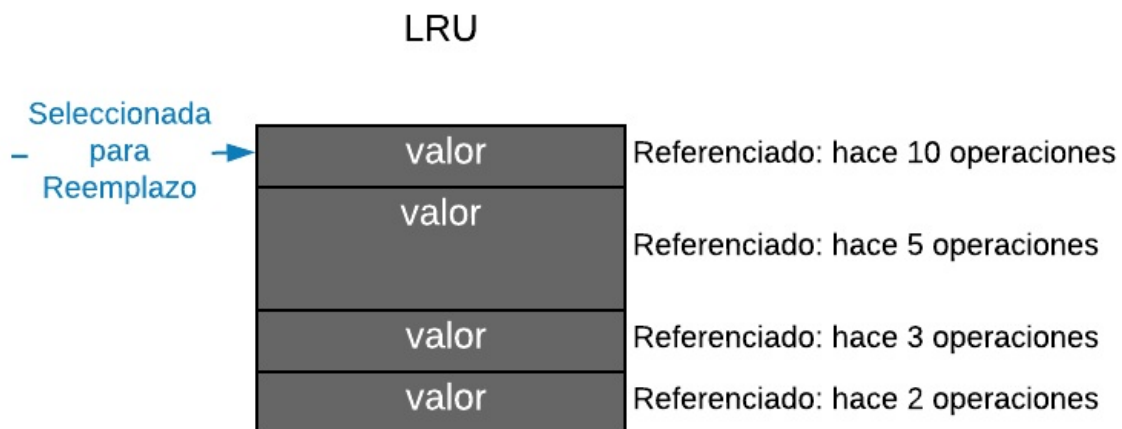 LRU
Seleccionada
para
Reemplazo
valor
Referenciado: hace 10 operaciones
valor
Referenciado: hace 5 operaciones
valor
Referenciado: hace 3 operaciones
valor
Referenciado: hace 2 operaciones